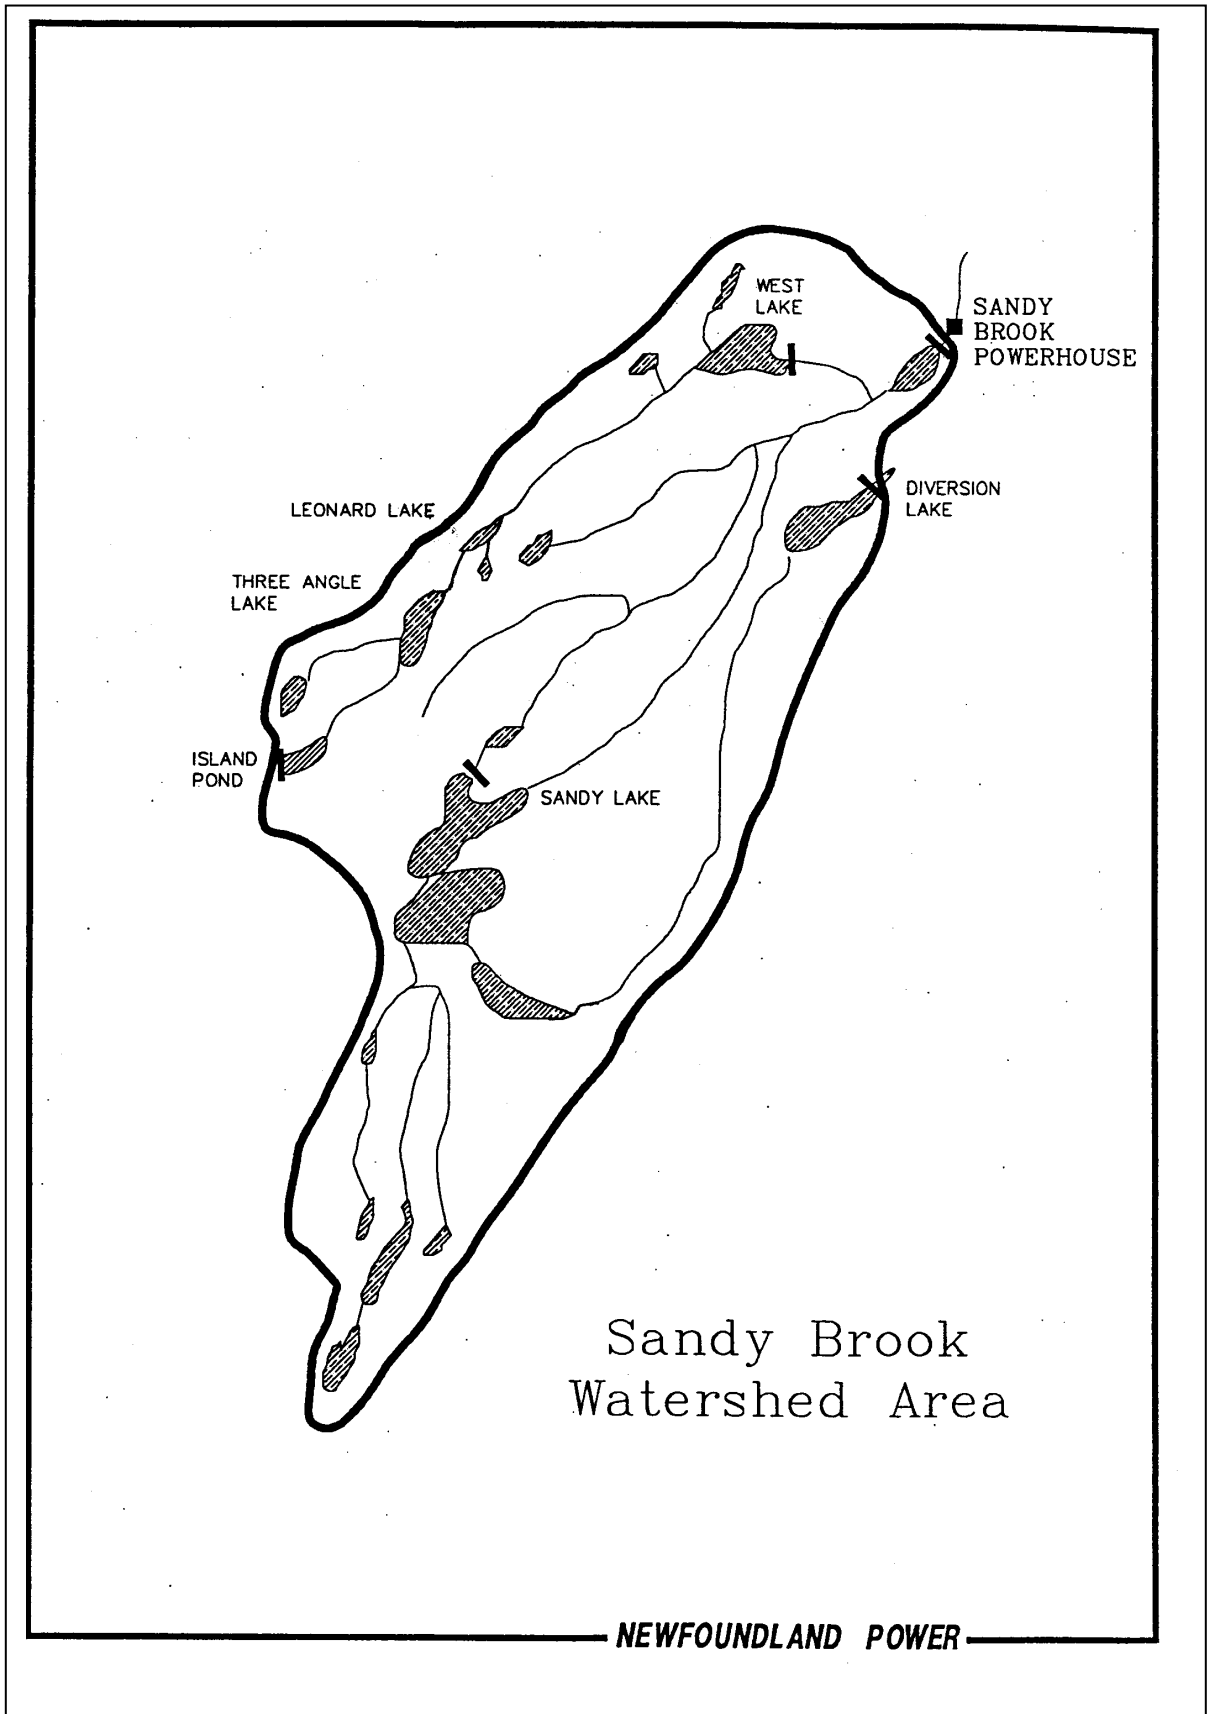 WEST
LAKE
SANDY
BROOK
POWERHOUSE
LEONARD LAKE
DIVERSION
LAKE
THREE ANGLE
LAKE
ISLAND
POND
SANDY LAKE
Sandy Brook
Watershed Area
NEWFOUNDLAND POWER